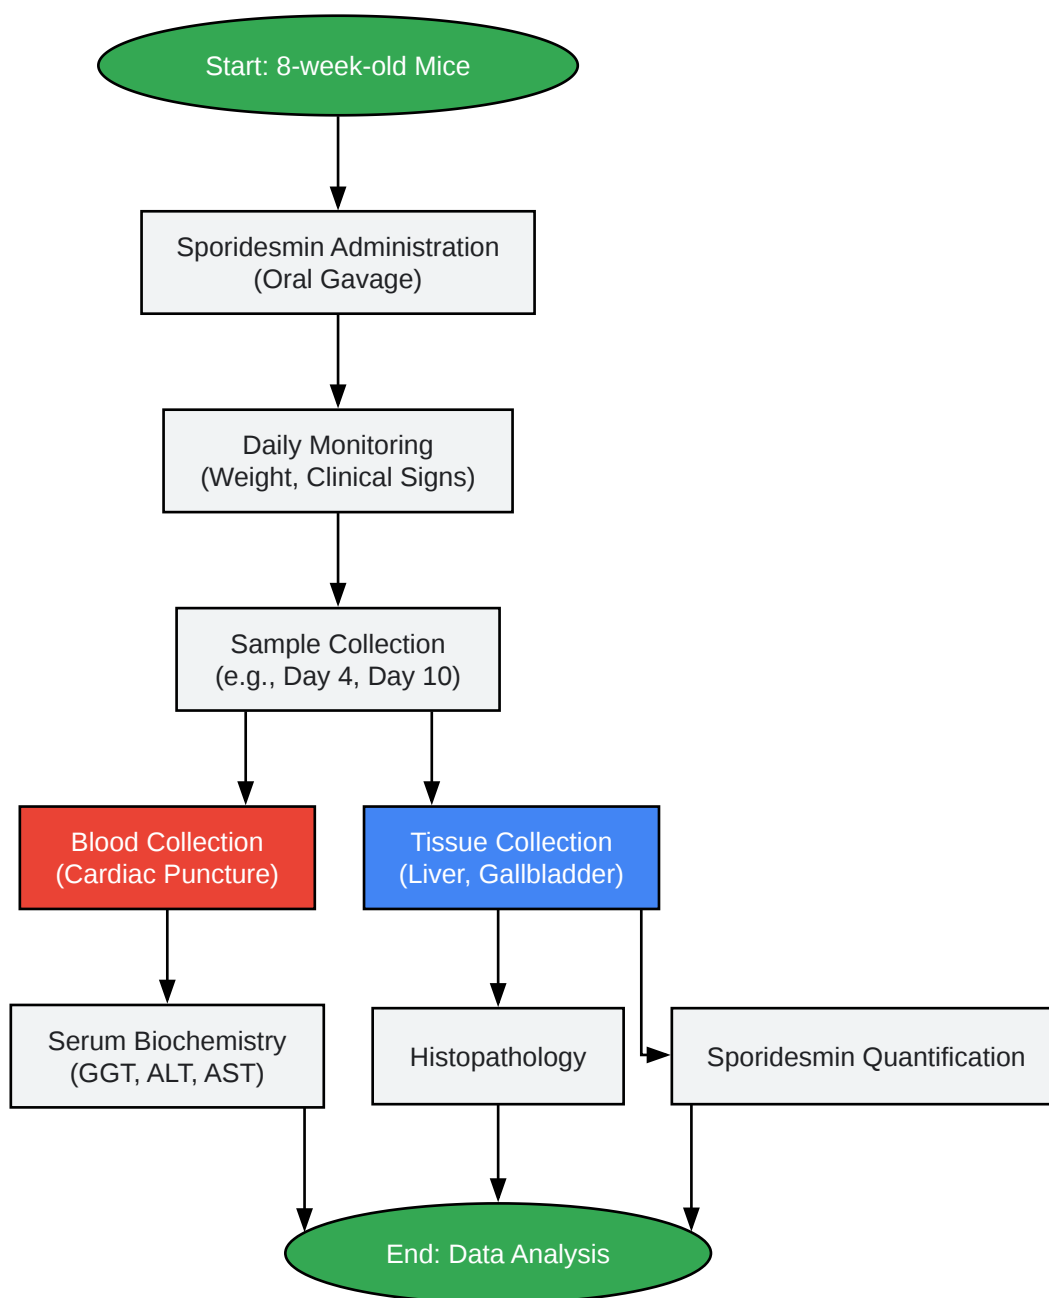 Start: 8-week-old Mice
Sporidesmin Administration
(Oral Gavage)
Daily Monitoring
(Weight, Clinical Signs)
Sample Collection
(e.g., Day 4, Day 10)
Blood Collection
(Cardiac Puncture)
Tissue Collection
(Liver, Gallbladder)
Serum Biochemistry
(GGT, ALT, AST)
Histopathology
Sporidesmin Quantification
End: Data Analysis